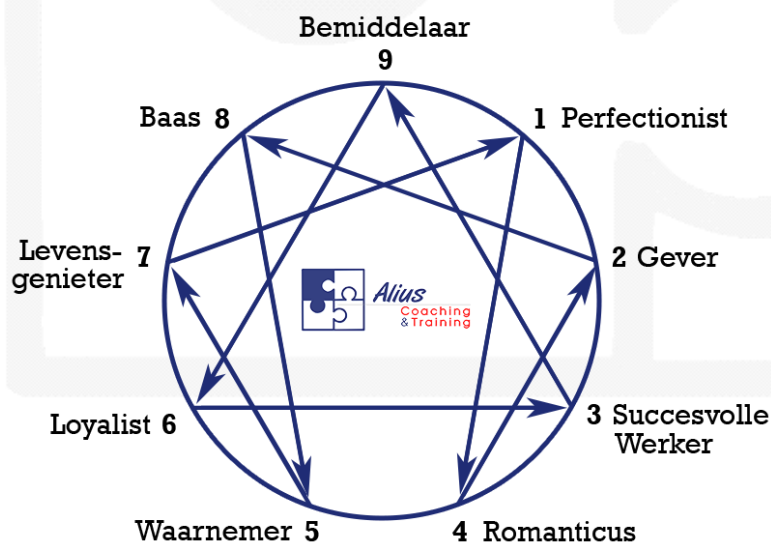 Bemiddelaar
9
Baas 8
1 Perfectionist
Levens-
genieter 7
2 Gever
Alius
Coaching
& Training
Loyalist 6
3 Succesvolle
Werker
Waarnemer 5
4 Romanticus